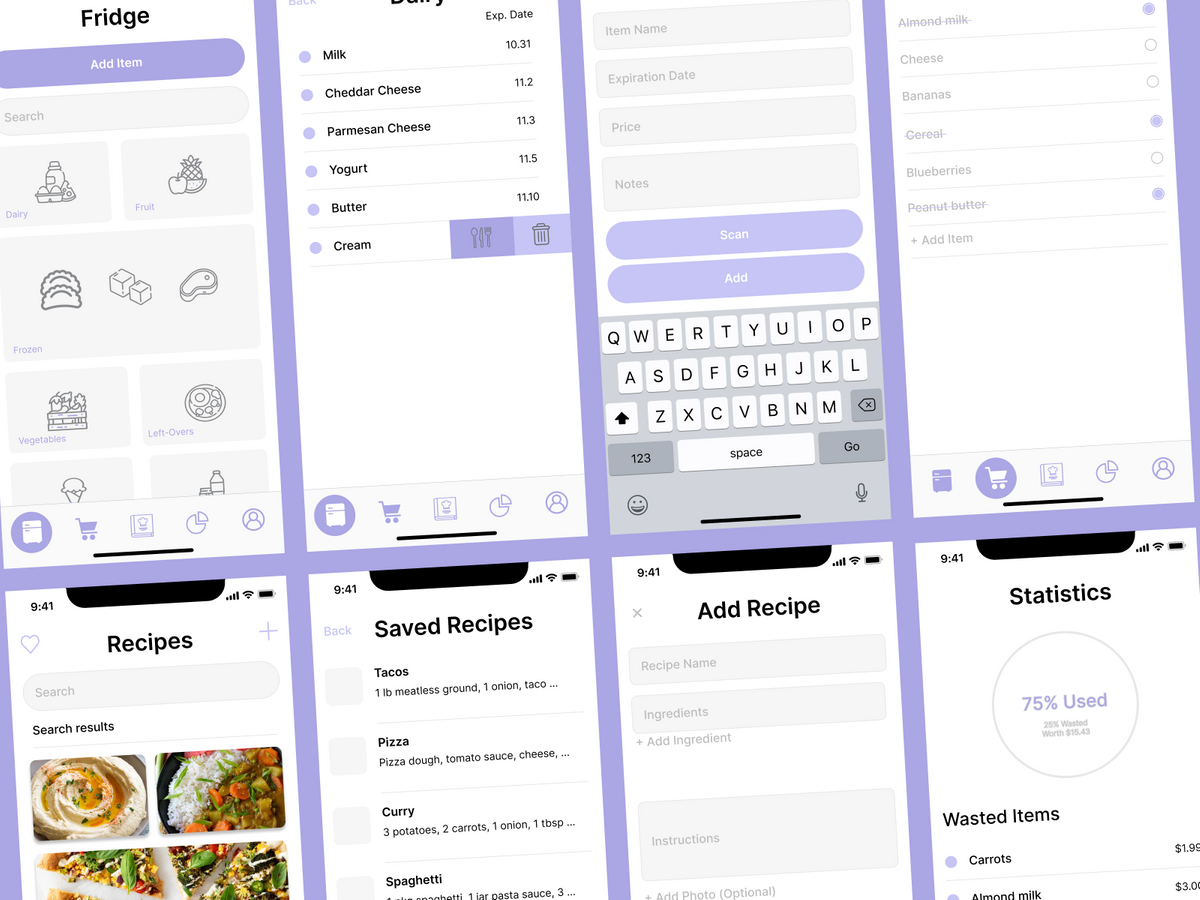 Fridge
Add Item
Search
Dairy
Fruit
Frozen
Vegetables
Left-Overs
Back
Dairy
Exp. Date
Milk 10.31
Cheddar Cheese 11.2
Parmesan Cheese 11.3
Yogurt 11.5
Butter 11.10
Cream
Item Name
Expiration Date
Price
Notes
Scan
Add
Q W E R T Y U I O P
A S D F G H J K L
Z X C V B N M
123 space Go
Almond milk
Cheese
Bananas
Cereal
Blueberries
Peanut butter
+ Add Item
9:41
Recipes
Search
Search results
9:41
Back
Saved Recipes
Tacos
1 lb meatless ground, 1 onion, taco ...
Pizza
Pizza dough, tomato sauce, cheese, ...
Curry
3 potatoes, 2 carrots, 1 onion, 1 tbsp ...
Spaghetti
spaghetti, 1 jar pasta sauce, 3 ...
9:41
Add Recipe
Recipe Name
Ingredients
+ Add Ingredient
Instructions
+ Add Photo (Optional)
9:41
Statistics
75% Used
25% Wasted
Worth $15.43
Wasted Items
Carrots $1.99
Almond milk $3.00